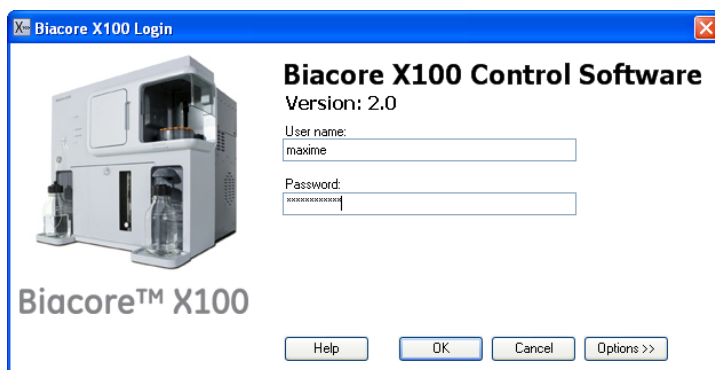 Biacore X100 Login
Biacore X100 Control Software
Version: 2.0
User name:
maxime
Password:
xxxxxxxxxxxx
Biacore™ X100
Help
OK
Cancel
Options >>